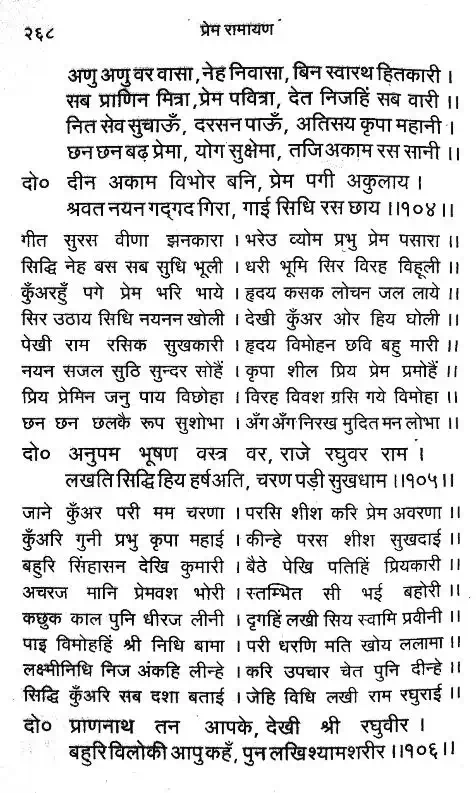 २६८ प्रेम रामायण
अणु अणु वर वासा, नेह निवासा, बिन स्वारथ हितकारी ।
सब प्राणिन मित्रा, प्रेम पवित्रा, देत निजहिं सब वारी ।।
नित सेव सुचाऊँ, दरसन पाऊँ, अतिसय कृपा महानी ।
छन छन बढ़ प्रेमा, योग सुक्षेमा, तजि अकाम रस सानी ।।
दो० दीन अकाम विभोर बनि, प्रेम पगी अकुलाय ।
श्रवत नयन गद्‌गद गिरा, गाई सिधि रस छाय ।।१०४।।
गीत सुरस वीणा झनकारा । भरेउ व्योम प्रभु प्रेम पसारा ।।
सिद्धि नेह बस सब सुधि भूली । धरी भूमि सिर विरह विहूली ।।
कुँअरहुँ पगे प्रेम भरि भाये । हृदय कसक लोचन जल लाये ।।
सिर उठाय सिधि नयनन खोली । देखी कुँअर ओर हिय घोली ।।
पेखी राम रसिक सुखकारी । हृदय विमोहन छवि बहु मारी ।।
नयन सजल सुठि सुन्दर सोहैं । कृपा शील प्रिय प्रेम प्रमोहैं ।।
प्रिय प्रेमिन जनु पाय विछोहा । विरह विवश ग्रसि गये विमोहा ।।
छन छन छलकै रूप सुशोभा । अँग अँग निरख मुदित मन लोभा ।।
दो० अनुपम भूषण वस्त्र वर, राजे रघुवर राम ।
लखति सिद्धि हिय हर्ष अति, चरण पड़ी सुखधाम ।।१०५।।
जाने कुँअर परी मम चरणा । परसि शीश करि प्रेम अवरणा ।।
कुँअरि गुनी प्रभु कृपा महाई । कीन्हे परस शीश सुखदाई ।।
बहुरि सिंहासन देखि कुमारी । बैठे पेखि पतिहिं प्रियकारी ।।
अचरज मानि प्रेमवश भोरी । स्तम्भित सी भई बहोरी ।।
कछुक काल पुनि धीरज लीनी । दृगहिं लखी सिय स्वामि प्रवीनी ।।
पाइ विमोहहिं श्री निधि बामा । परी धरणि मति खोय ललामा ।।
लक्ष्मीनिधि निज अंकहि लीन्हे । करि उपचार चेत पुनि दीन्हे ।।
सिद्धि कुँअरि सब दशा बताई । जेहि विधि लखी राम रघुराई ।।
दो० प्राणनाथ तन आपके, देखी श्री रघुवीर ।
बहुरि विलोकी आपु कहँ, पुन लखि श्याम शरीर ।।१०६।।